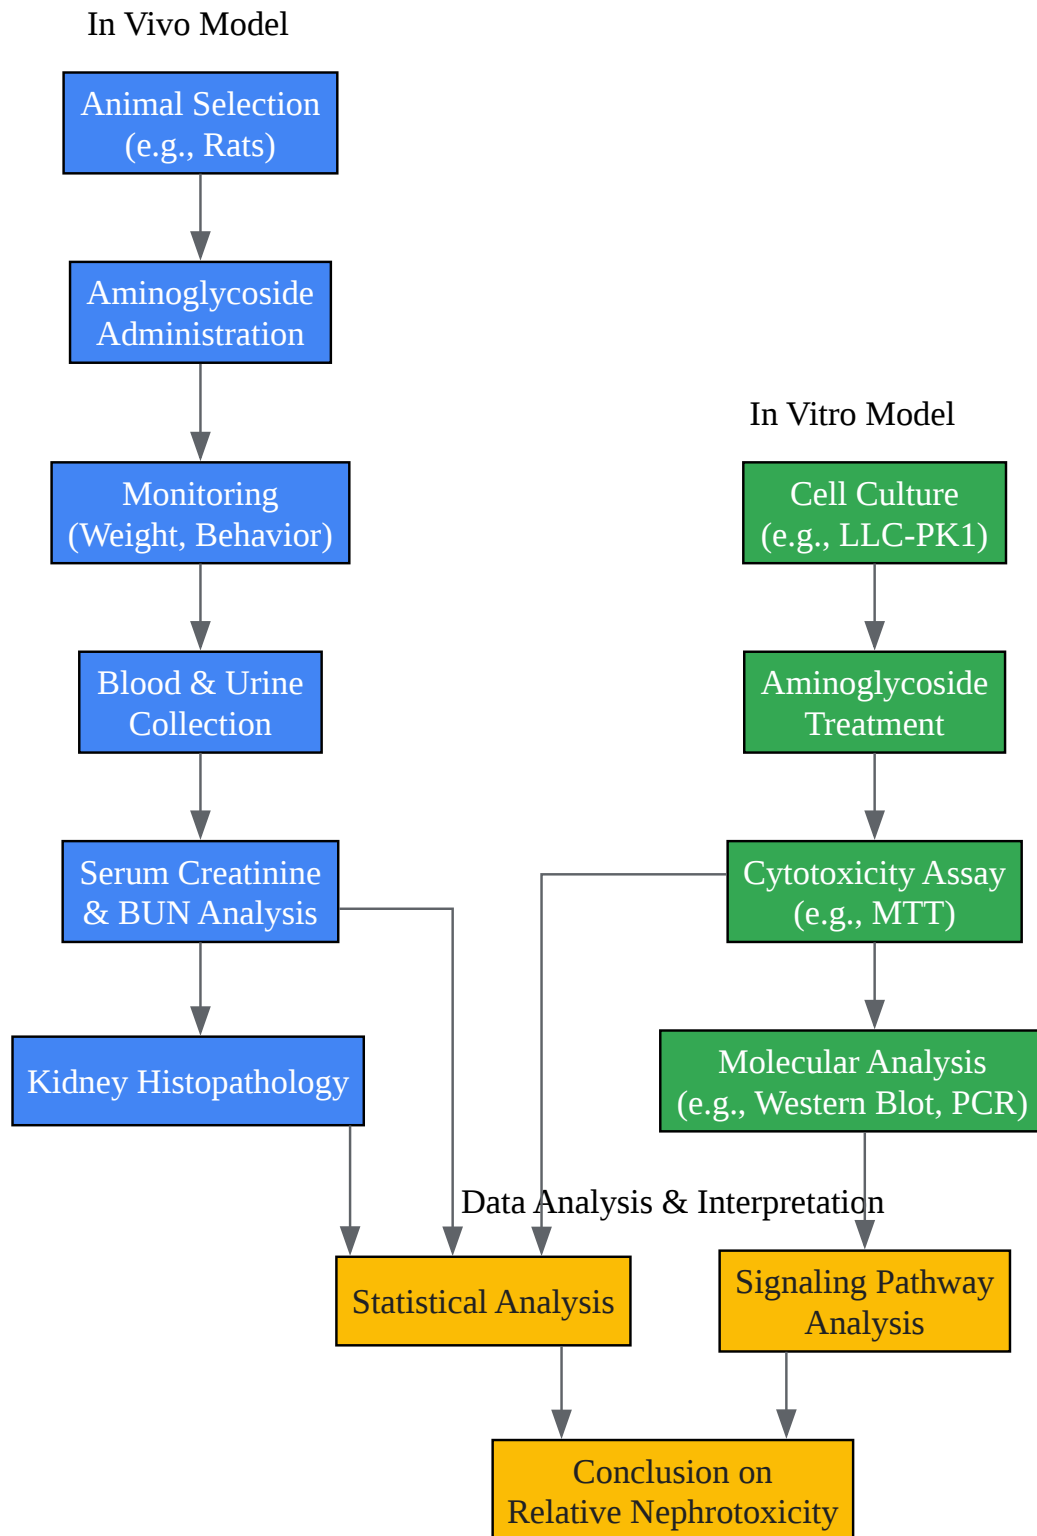 In Vivo Model
Animal Selection
(e.g., Rats)
Aminoglycoside
Administration
Monitoring
(Weight, Behavior)
Blood & Urine
Collection
Serum Creatinine
& BUN Analysis
Kidney Histopathology
In Vitro Model
Cell Culture
(e.g., LLC-PK1)
Aminoglycoside
Treatment
Cytotoxicity Assay
(e.g., MTT)
Molecular Analysis
(e.g., Western Blot, PCR)
Data Analysis & Interpretation
Statistical Analysis
Signaling Pathway
Analysis
Conclusion on
Relative Nephrotoxicity